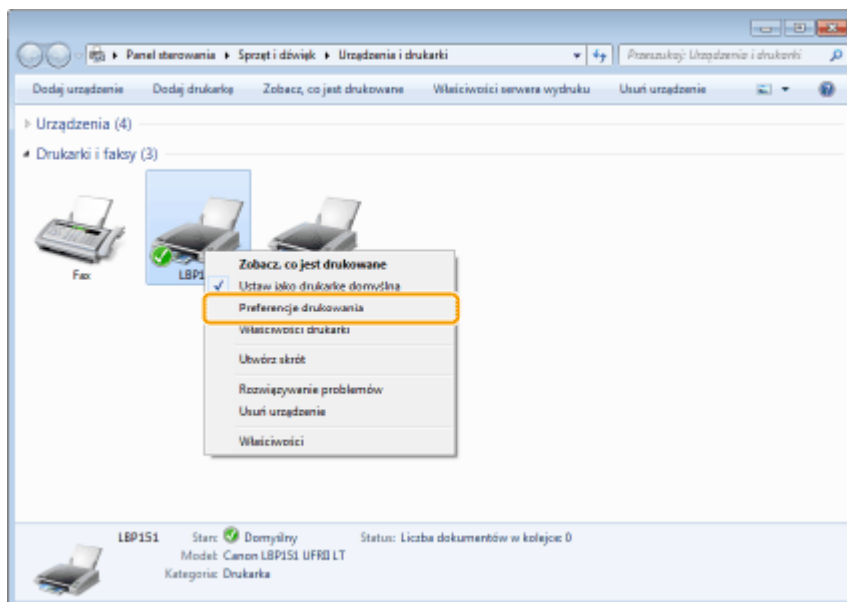 Panel sterowania ▸ Sprzęt i dźwięk ▸ Urządzenia i drukarki
Przeszukaj: Urządzenia i drukarki
Dodaj urządzenie Dodaj drukarkę Zobacz, co jest drukowane Właściwości serwera wydruku Usuń urządzenie
Urządzenia (4)
Drukarki i faksy (3)
Fax
LBP1
Zobacz, co jest drukowane
Ustaw jako drukarkę domyślną
Preferencje drukowania
Właściwości drukarki
Utwórz skrót
Rozwiązywanie problemów
Usuń urządzenie
Właściwości
LBP151 Stan: Domyślny Status: Liczba dokumentów w kolejce: 0
Model: Canon LBP151 UFRII LT
Kategoria: Drukarka